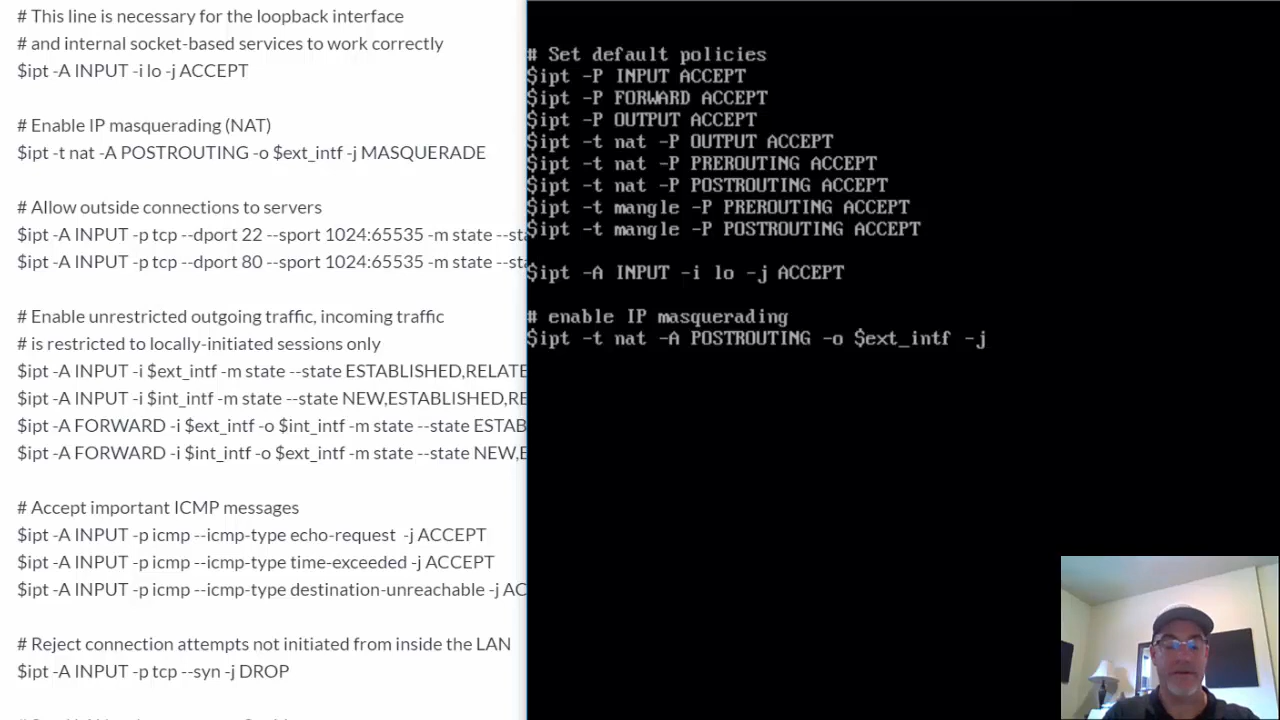 # This line is necessary for the loopback interface
# and internal socket-based services to work correctly
$ipt -A INPUT -i lo -j ACCEPT
# Enable IP masquerading (NAT)
$ipt -t nat -A POSTROUTING -o $ext_intf -j MASQUERADE
# Allow outside connections to servers
$ipt -A INPUT -p tcp --dport 22 --sport 1024:65535 -m state --sta
$ipt -A INPUT -p tcp --dport 80 --sport 1024:65535 -m state --sta
# Enable unrestricted outgoing traffic, incoming traffic
# is restricted to locally-initiated sessions only
$ipt -A INPUT -i $ext_intf -m state --state ESTABLISHED,RELATE
$ipt -A INPUT -i $int_intf -m state --state NEW,ESTABLISHED,RE
$ipt -A FORWARD -i $ext_intf -o $int_intf -m state --state ESTAB
$ipt -A FORWARD -i $int_intf -o $ext_intf -m state --state NEW,E
# Accept important ICMP messages
$ipt -A INPUT -p icmp --icmp-type echo-request -j ACCEPT
$ipt -A INPUT -p icmp --icmp-type time-exceeded -j ACCEPT
$ipt -A INPUT -p icmp --icmp-type destination-unreachable -j AC
# Reject connection attempts not initiated from inside the LAN
$ipt -A INPUT -p tcp --syn -j DROP
# Set default policies
$ipt -P INPUT ACCEPT
$ipt -P FORWARD ACCEPT
$ipt -P OUTPUT ACCEPT
$ipt -t nat -P OUTPUT ACCEPT
$ipt -t nat -P PREROUTING ACCEPT
$ipt -t nat -P POSTROUTING ACCEPT
$ipt -t mangle -P PREROUTING ACCEPT
$ipt -t mangle -P POSTROUTING ACCEPT
$ipt -A INPUT -i lo -j ACCEPT
# enable IP masquerading
$ipt -t nat -A POSTROUTING -o $ext_intf -j